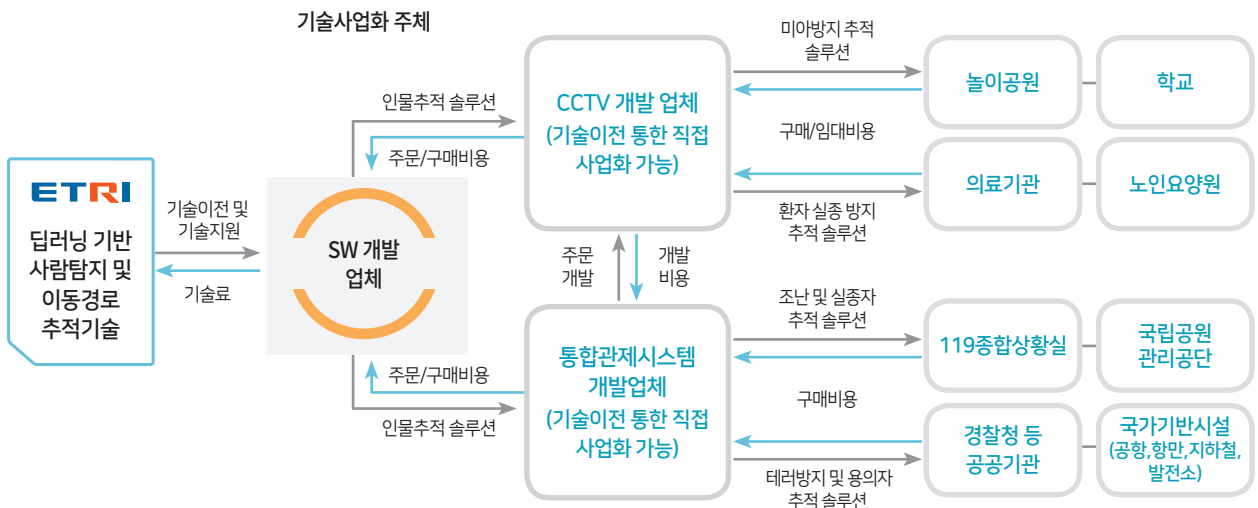 기술사업화 주체
ETRI
딥러닝 기반
사람탐지 및
이동경로
추적기술
기술이전 및
기술지원
기술료
SW 개발
업체
인물추적 솔루션
주문/구매비용
주문/구매비용
인물추적 솔루션
CCTV 개발 업체
(기술이전 통한 직접
사업화 가능)
주문
개발
개발
비용
통합관제시스템
개발업체
(기술이전 통한 직접
사업화 가능)
미아방지 추적
솔루션
구매/임대비용
환자 실종 방지
추적 솔루션
조난 및 실종자
추적 솔루션
구매비용
테러방지 및 용의자
추적 솔루션
놀이공원
학교
의료기관
노인요양원
119종합상황실
국립공원
관리공단
경찰청 등
공공기관
국가기반시설
(공항,항만,지하철,
발전소)